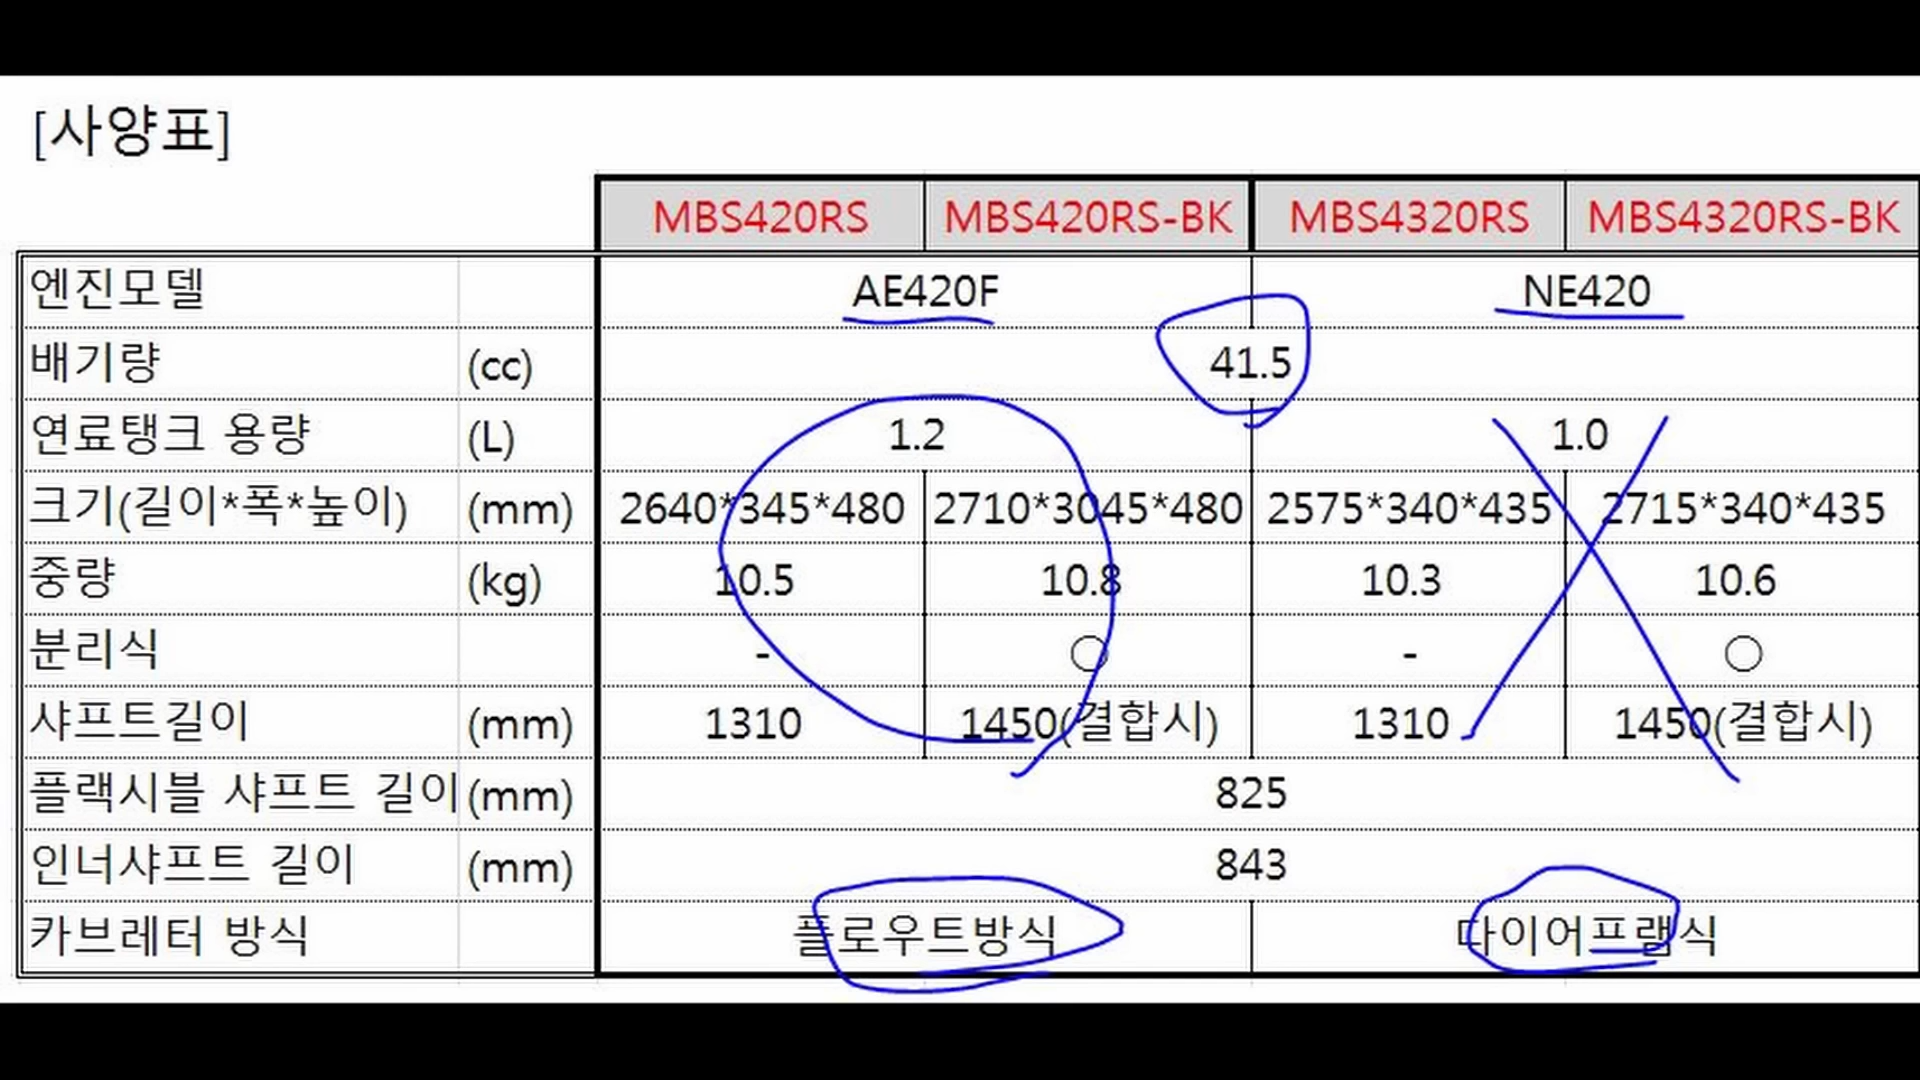 [사양표]
MBS420RS MBS420RS-BK MBS4320RS MBS4320RS-BK
엔진모델 AE420F NE420
배기량 (cc) 41.5
연료탱크 용량 (L) 1.2 1.0
크기(길이*폭*높이) (mm) 2640*345*480 2710*3045*480 2575*340*435 2715*340*435
중량 (kg) 10.5 10.8 10.3 10.6
분리식 - ○ - ○
샤프트길이 (mm) 1310 1450(결합시) 1310 1450(결합시)
플랙시블 샤프트 길이 (mm) 825
인너샤프트 길이 (mm) 843
카브레터 방식 플로우트방식 다이어프램식